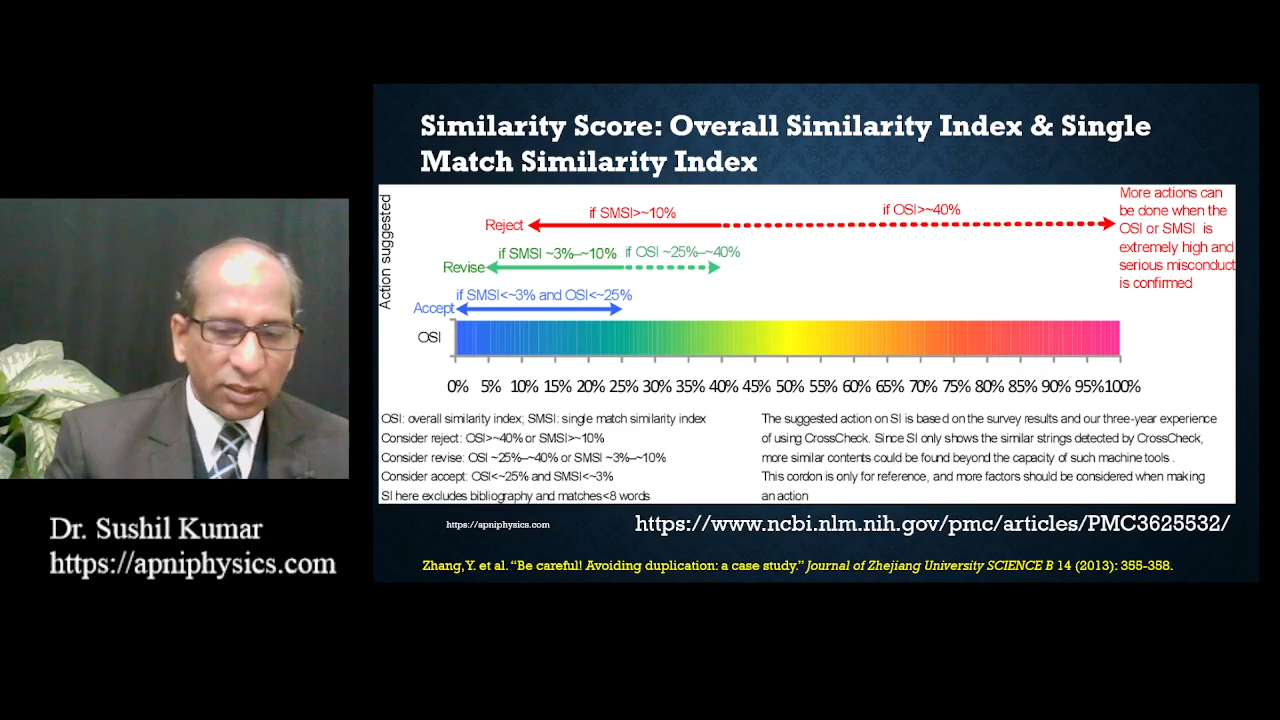 Similarity Score: Overall Similarity Index & Single
Match Similarity Index
Action suggested
Reject
if SMSI>~10%
if OSI>~40%
More actions can
be done when the
OSI or SMSI is
extremely high and
serious misconduct
is confirmed
Revise
if SMSI ~3%–~10%
if OSI ~25%–~40%
Accept
if SMSI<~3% and OSI<~25%
OSI
0% 5% 10% 15% 20% 25% 30% 35% 40% 45% 50% 55% 60% 65% 70% 75% 80% 85% 90% 95% 100%
OSI: overall similarity index; SMSI: single match similarity index
Consider reject: OSI>~40% or SMSI>~10%
Consider revise: OSI ~25%–~40% or SMSI ~3%–~10%
Consider accept: OSI<~25% and SMSI<~3%
SI here excludes bibliography and matches<8 words
The suggested action on SI is based on the survey results and our three-year experience
of using CrossCheck. Since SI only shows the similar strings detected by CrossCheck,
more similar contents could be found beyond the capacity of such machine tools .
This cordon is only for reference, and more factors should be considered when making
an action
https://apniphysics.com
https://www.ncbi.nlm.nih.gov/pmc/articles/PMC3625532/
Zhang, Y. et al. “Be careful! Avoiding duplication: a case study.” Journal of Zhejiang University SCIENCE B 14 (2013): 355-358.
Dr. Sushil Kumar
https://apniphysics.com